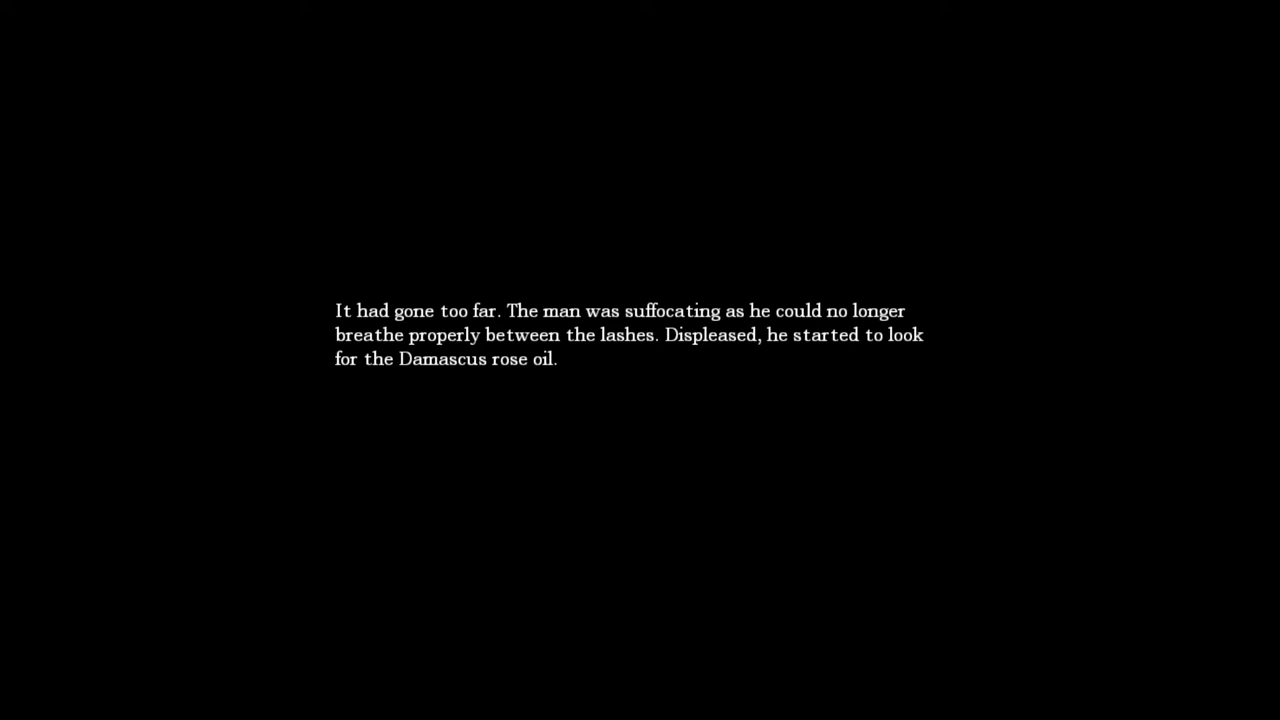 It had gone too far. The man was suffocating as he could no longer
breathe properly between the lashes. Displeased, he started to look
for the Damascus rose oil.